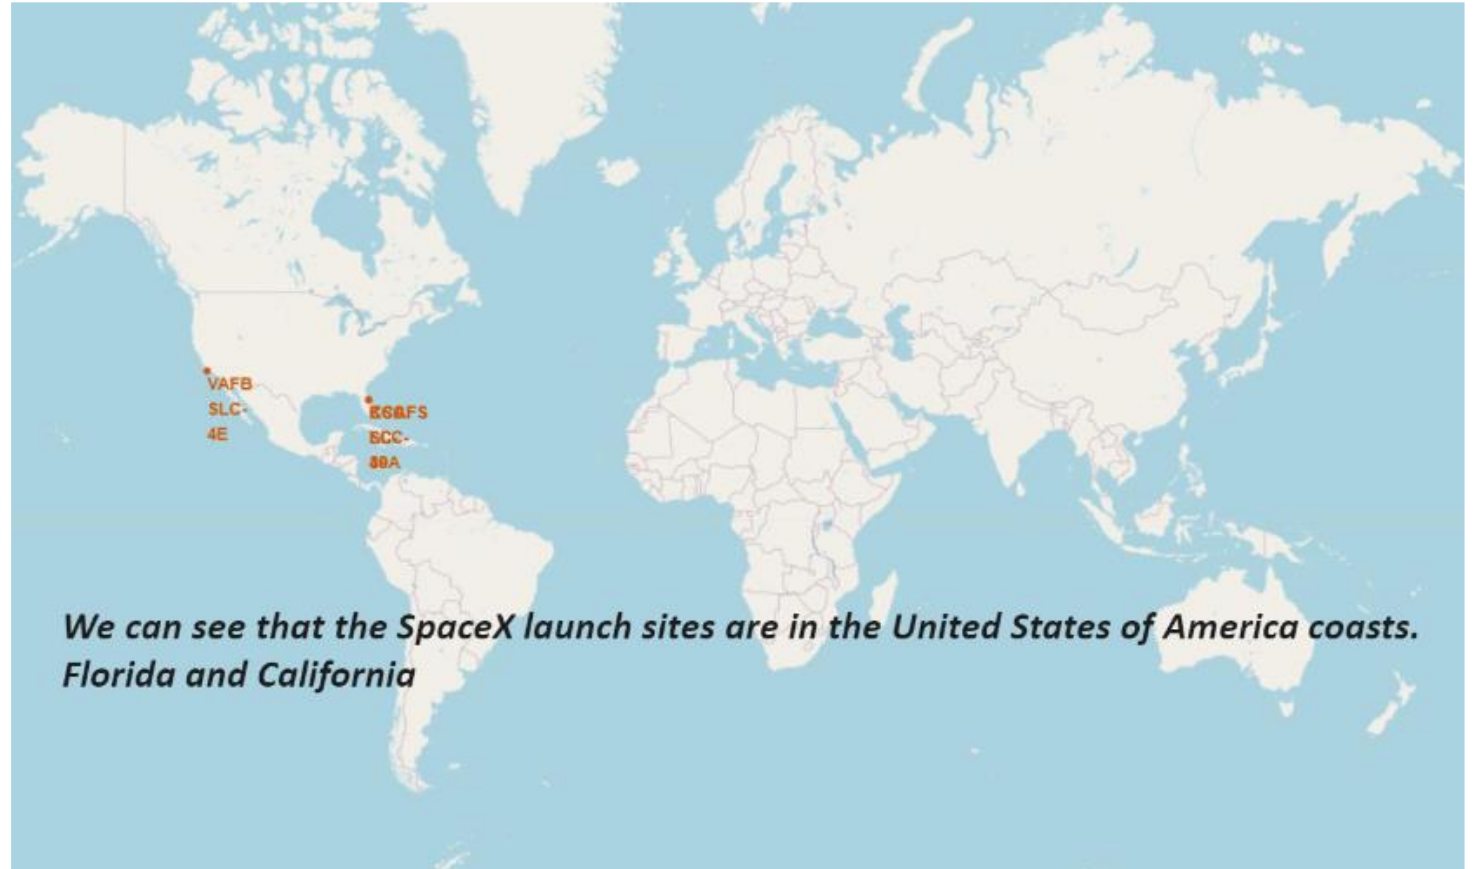 VAFB
SLC-
4E
We can see that the SpaceX launch sites are in the United States of America coasts.
Florida and California